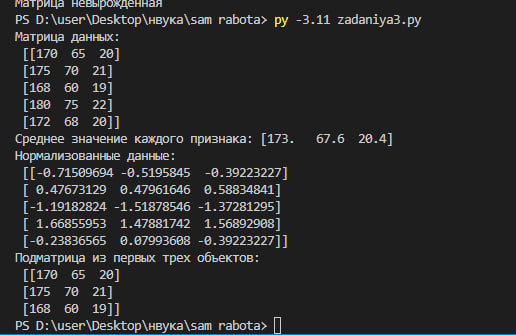 Матрица невырожденная
PS D:\user\Desktop\нвука\sam rabota> py -3.11 zadaniya3.py
Матрица данных:
[[170 65 20]
[175 70 21]
[168 60 19]
[180 75 22]
[172 68 20]]
Среднее значение каждого признака: [173. 67.6 20.4]
Нормализованные данные:
[[-0.71509694 -0.5195845 -0.39223227]
[ 0.47673129 0.47961646 0.58834841]
[-1.19182824 -1.51878546 -1.37281295]
[ 1.66855953 1.47881742 1.56892908]
[-0.23836565 0.07993608 -0.39223227]]
Подматрица из первых трех объектов:
[[170 65 20]
[175 70 21]
[168 60 19]]
PS D:\user\Desktop\нвука\sam rabota>